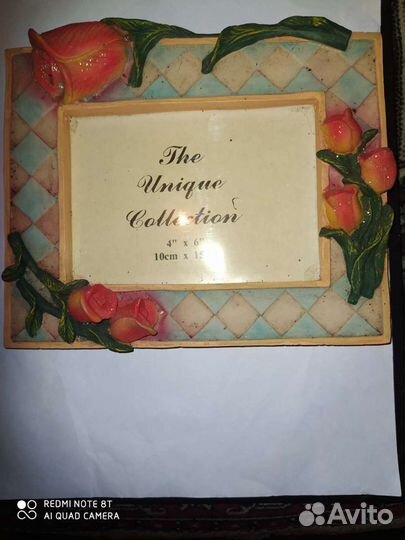 The
Unique
Collection
4" x 6"
10cm x 15
REDMI NOTE 8T
AI QUAD CAMERA
Avito